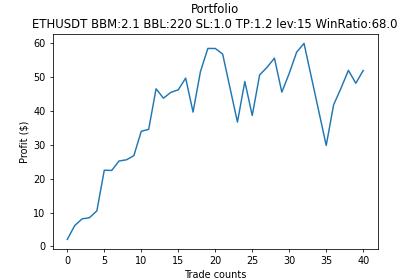 Portfolio
ETHUSDT BBM:2.1 BBL:220 SL:1.0 TP:1.2 lev:15 WinRatio:68.0
Profit ($)
60
50
40
30
20
10
0
0 5 10 15 20 25 30 35 40
Trade counts